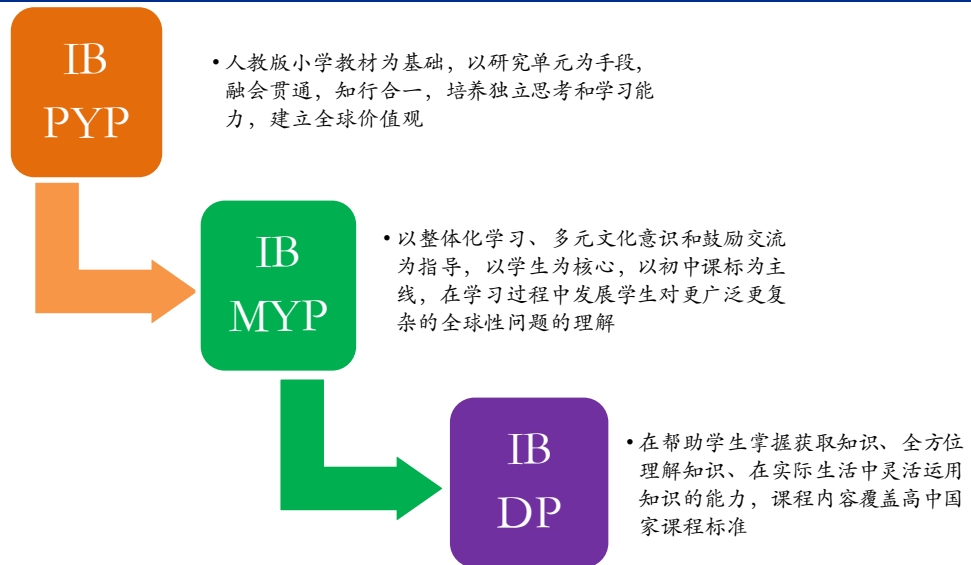 IB
PYP
•人教版小学教材为基础，以研究单元为手段，
融会贯通，知行合一，培养独立思考和学习能
力，建立全球价值观
IB
MYP
•以整体化学习、多元文化意识和鼓励交流
为指导，以学生为核心，以初中课标为主
线，在学习过程中发展学生对更广泛更复
杂的全球性问题的理解
IB
DP
•在帮助学生掌握获取知识、全方位
理解知识、在实际生活中灵活运用
知识的能力，课程内容覆盖高中国
家课程标准